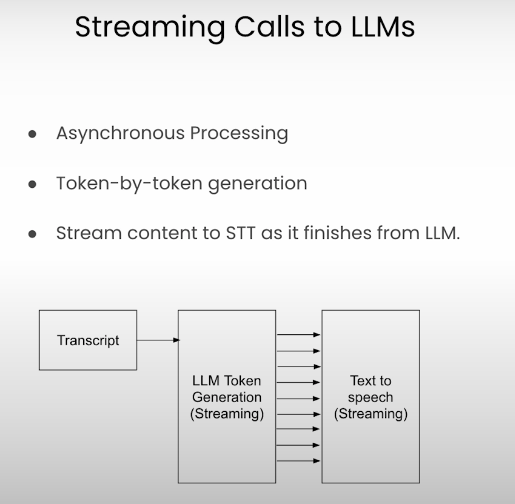 Streaming Calls to LLMs
● Asynchronous Processing
● Token-by-token generation
● Stream content to STT as it finishes from LLM.
Transcript
LLM Token
Generation
(Streaming)
Text to
speech
(Streaming)